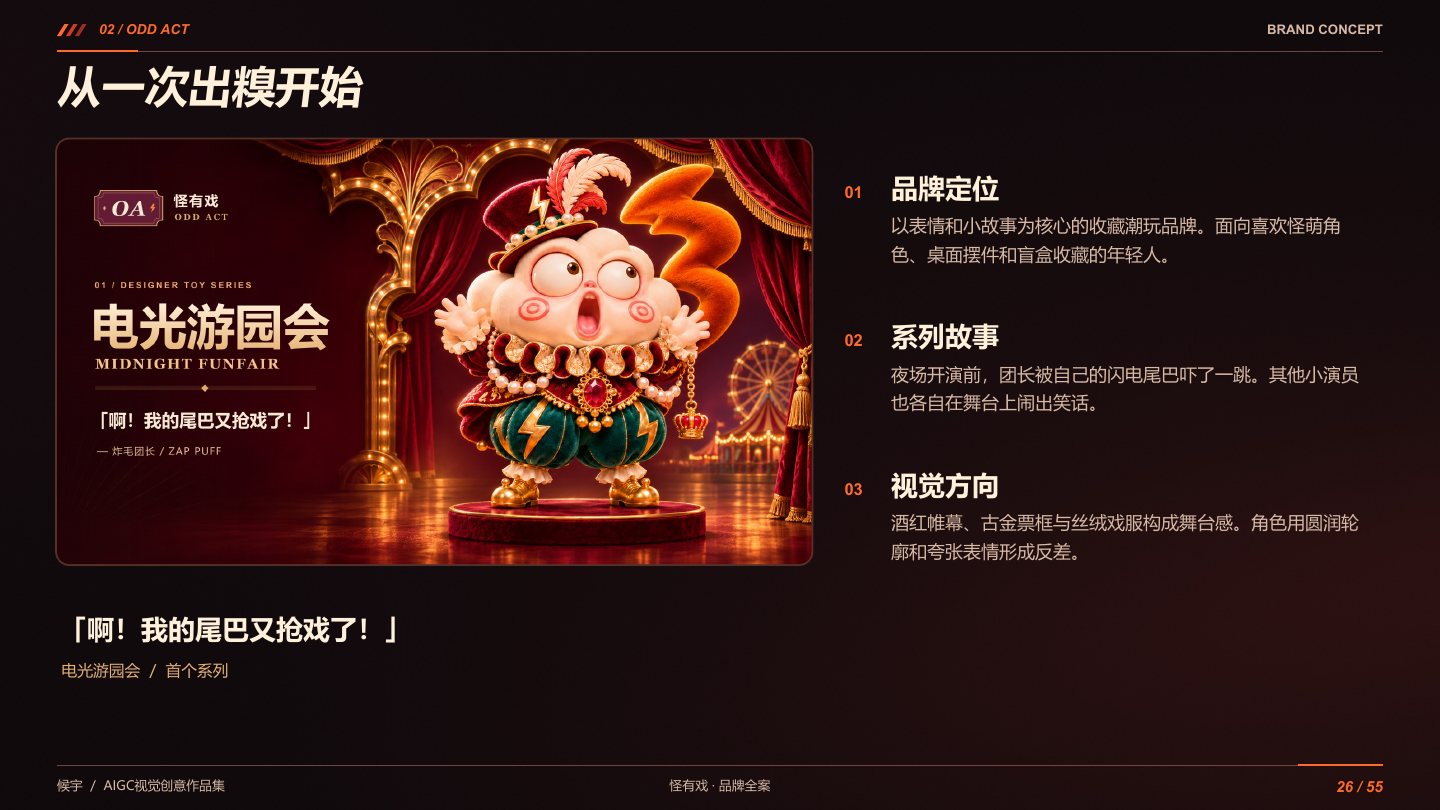 02 / ODD ACT
BRAND CONCEPT
从一次出糗开始
OA
怪有戏
ODD ACT
01 / DESIGNER TOY SERIES
电光游园会
MIDNIGHT FUNFAIR
「啊！我的尾巴又抢戏了！」
— 炸毛团长 / ZAP PUFF
01
品牌定位
以表情和小故事为核心的收藏潮玩品牌。面向喜欢怪萌角
色、桌面摆件和盲盒收藏的年轻人。
02
系列故事
夜场开演前，团长被自己的闪电尾巴吓了一跳。其他小演员
也各自在舞台上闹出笑话。
03
视觉方向
酒红帷幕、古金票框与丝绒戏服构成舞台感。角色用圆润轮
廓和夸张表情形成反差。
「啊！我的尾巴又抢戏了！」
电光游园会 / 首个系列
候宇 / AIGC视觉创意作品集
怪有戏 · 品牌全案
26 / 55